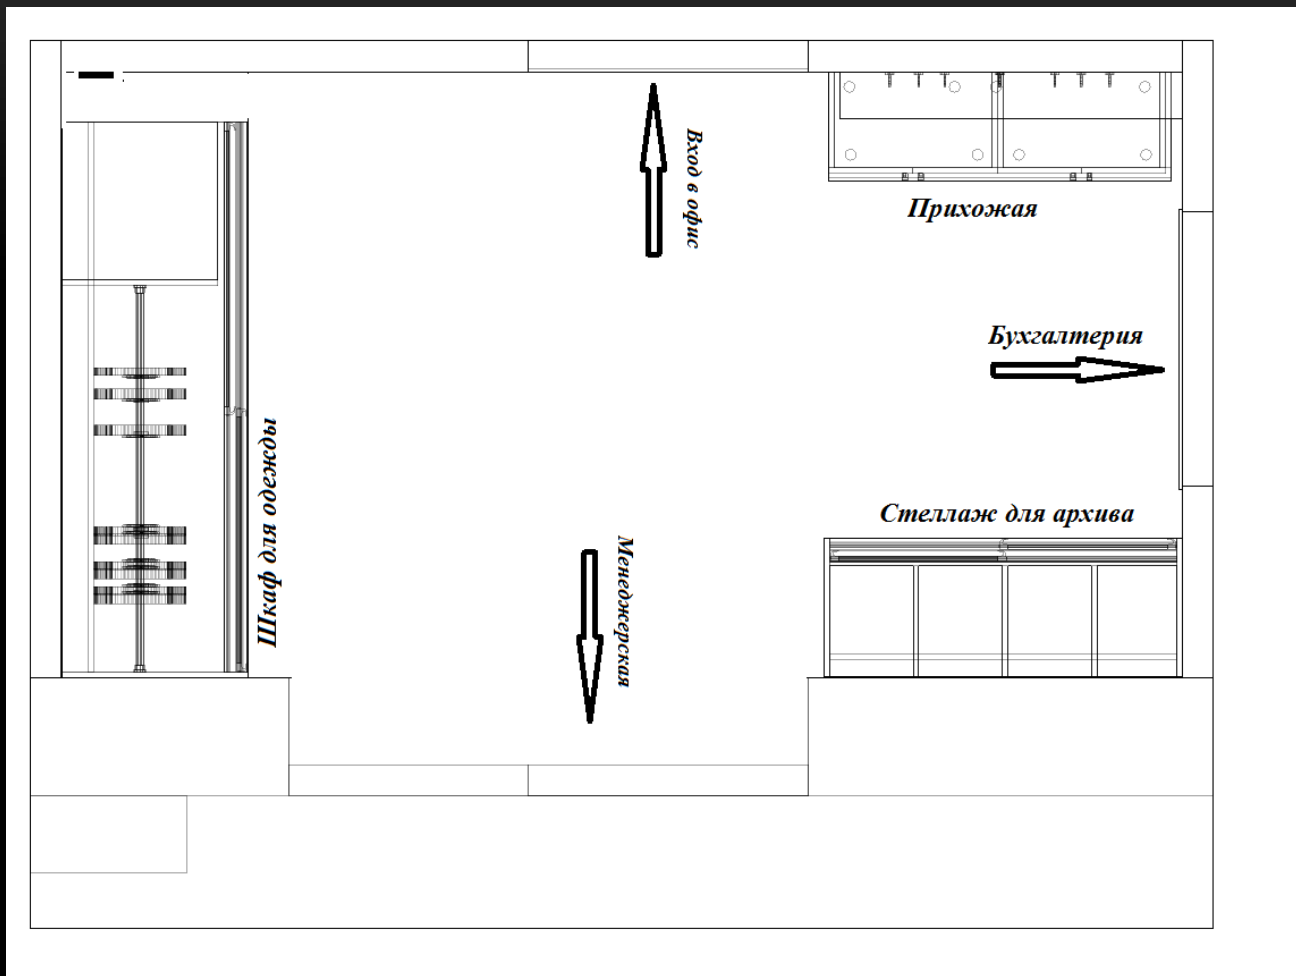 Вход в офис
Прихожая
Бухгалтерия
Шкаф для одежды
Стеллаж для архива
Менеджерская